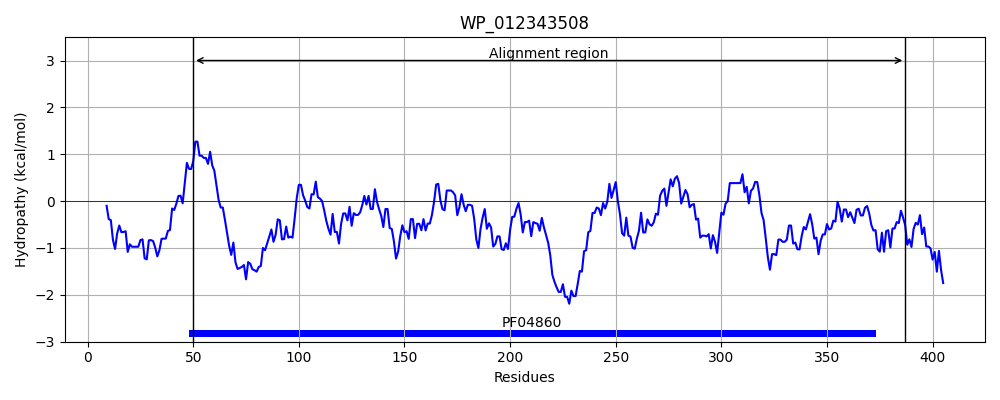 WP_012343508
Alignment region
Hydropathy (kcal/mol)
3
2
1
0
−1
−2
−3
PF04860
0 50 100 150 200 250 300 350 400
Residues